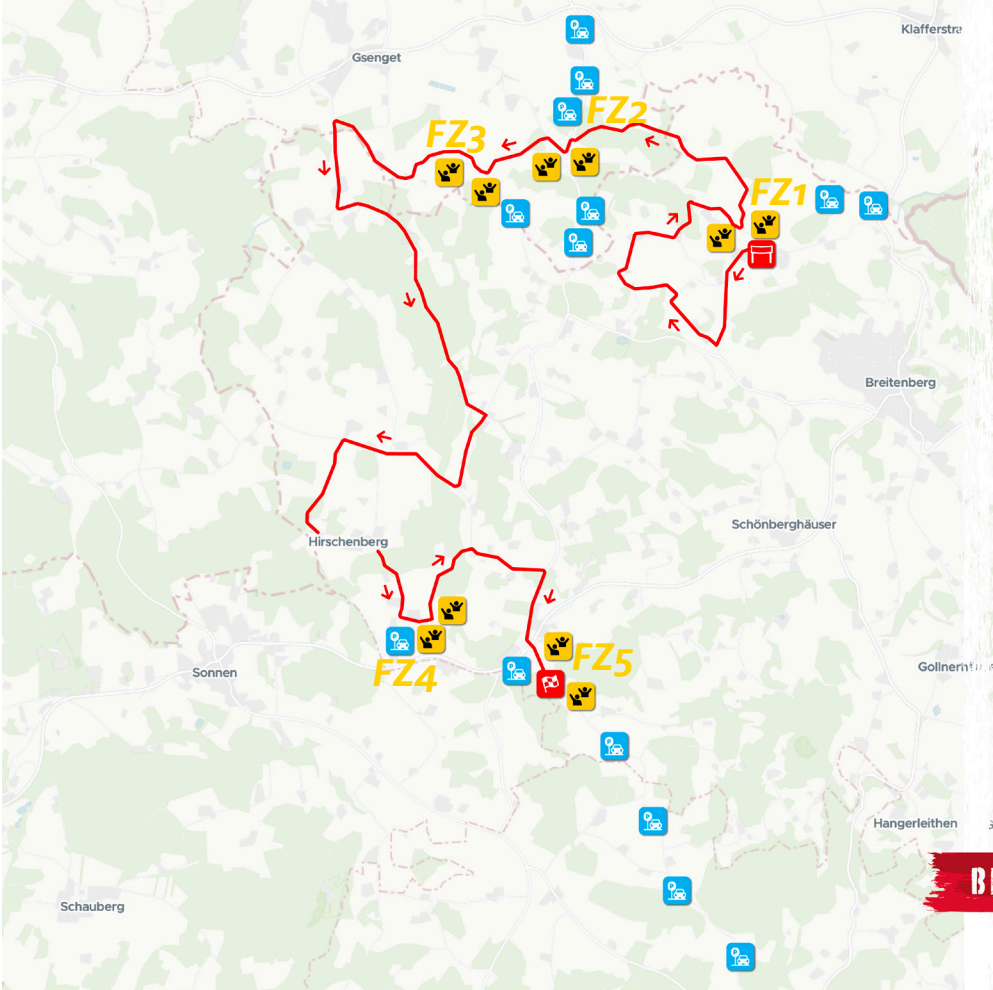 Klafferstra
Gsenget
FZ2
FZ3
FZ1
Breitenberg
Schönberghäuser
Hirschenberg
FZ5
Sonnen
FZ4
Hangerleithen
Schauberg